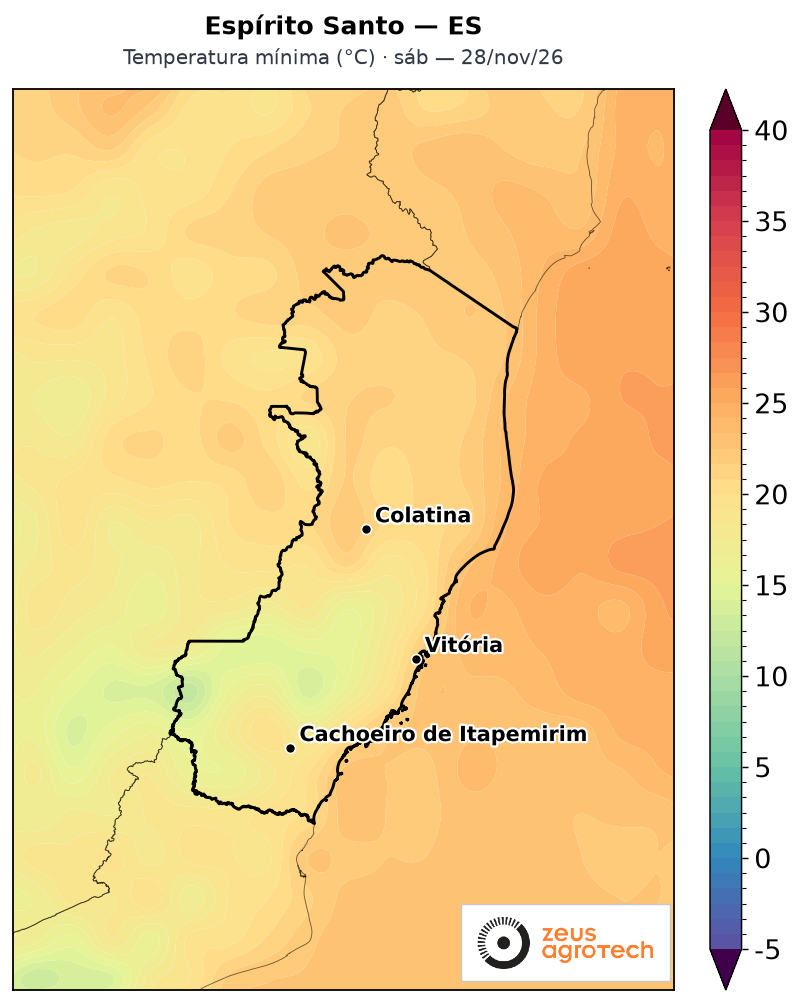 Espírito Santo — ES
Temperatura mínima (°C) · sáb — 28/nov/26
40
35
30
25
20
15
10
5
0
-5
Colatina
Vitória
Cachoeiro de Itapemirim
zeus
agrotech